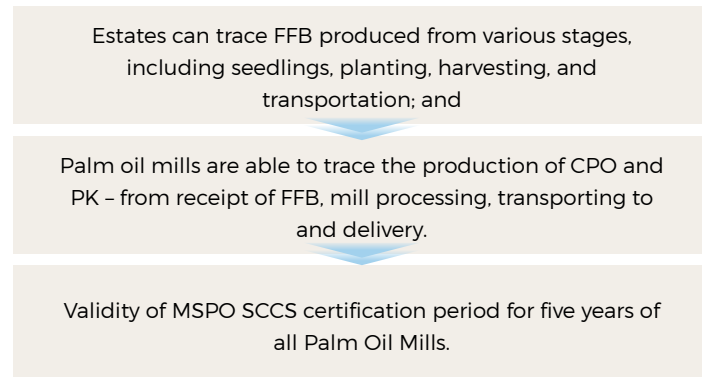 Estates can trace FFB produced from various stages,
including seedlings, planting, harvesting, and
transportation; and
Palm oil mills are able to trace the production of CPO and
PK – from receipt of FFB, mill processing, transporting to
and delivery.
Validity of MSPO SCCS certification period for five years of
all Palm Oil Mills.